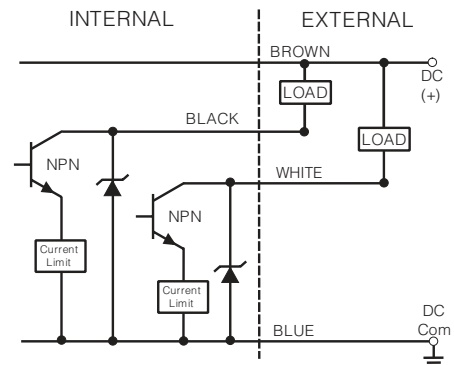 INTERNAL
EXTERNAL
BROWN
DC
(+)
LOAD
BLACK
LOAD
NPN
WHITE
NPN
Current
Limit
Current
Limit
DC
Com
BLUE